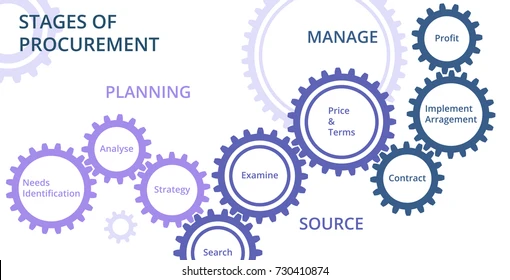 STAGES OF
PROCUREMENT
PLANNING
Needs
Identification
Analyse
Strategy
SOURCE
Search
Examine
Price
&
Terms
MANAGE
Contract
Implement
Arragement
Profit
shutterstock.com · 730410874